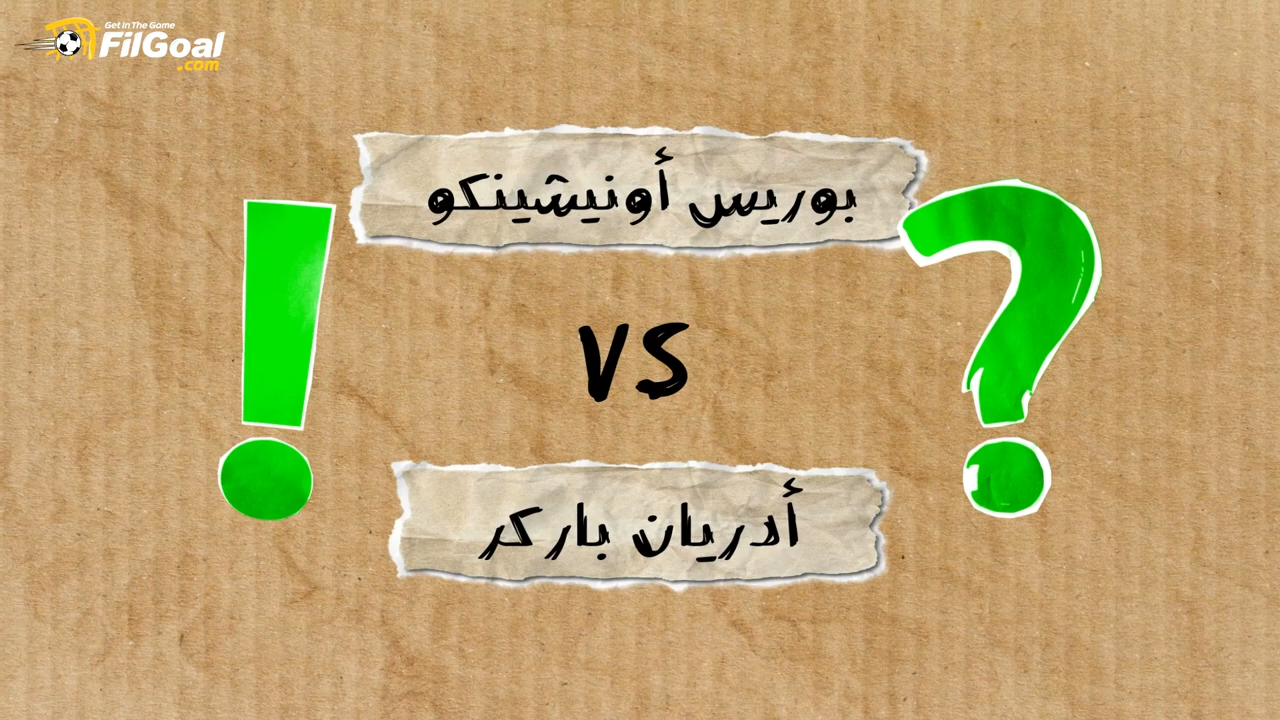 Get In The Game
FilGoal
.com
بوريس أونيشينكو
VS
أدريان باركر